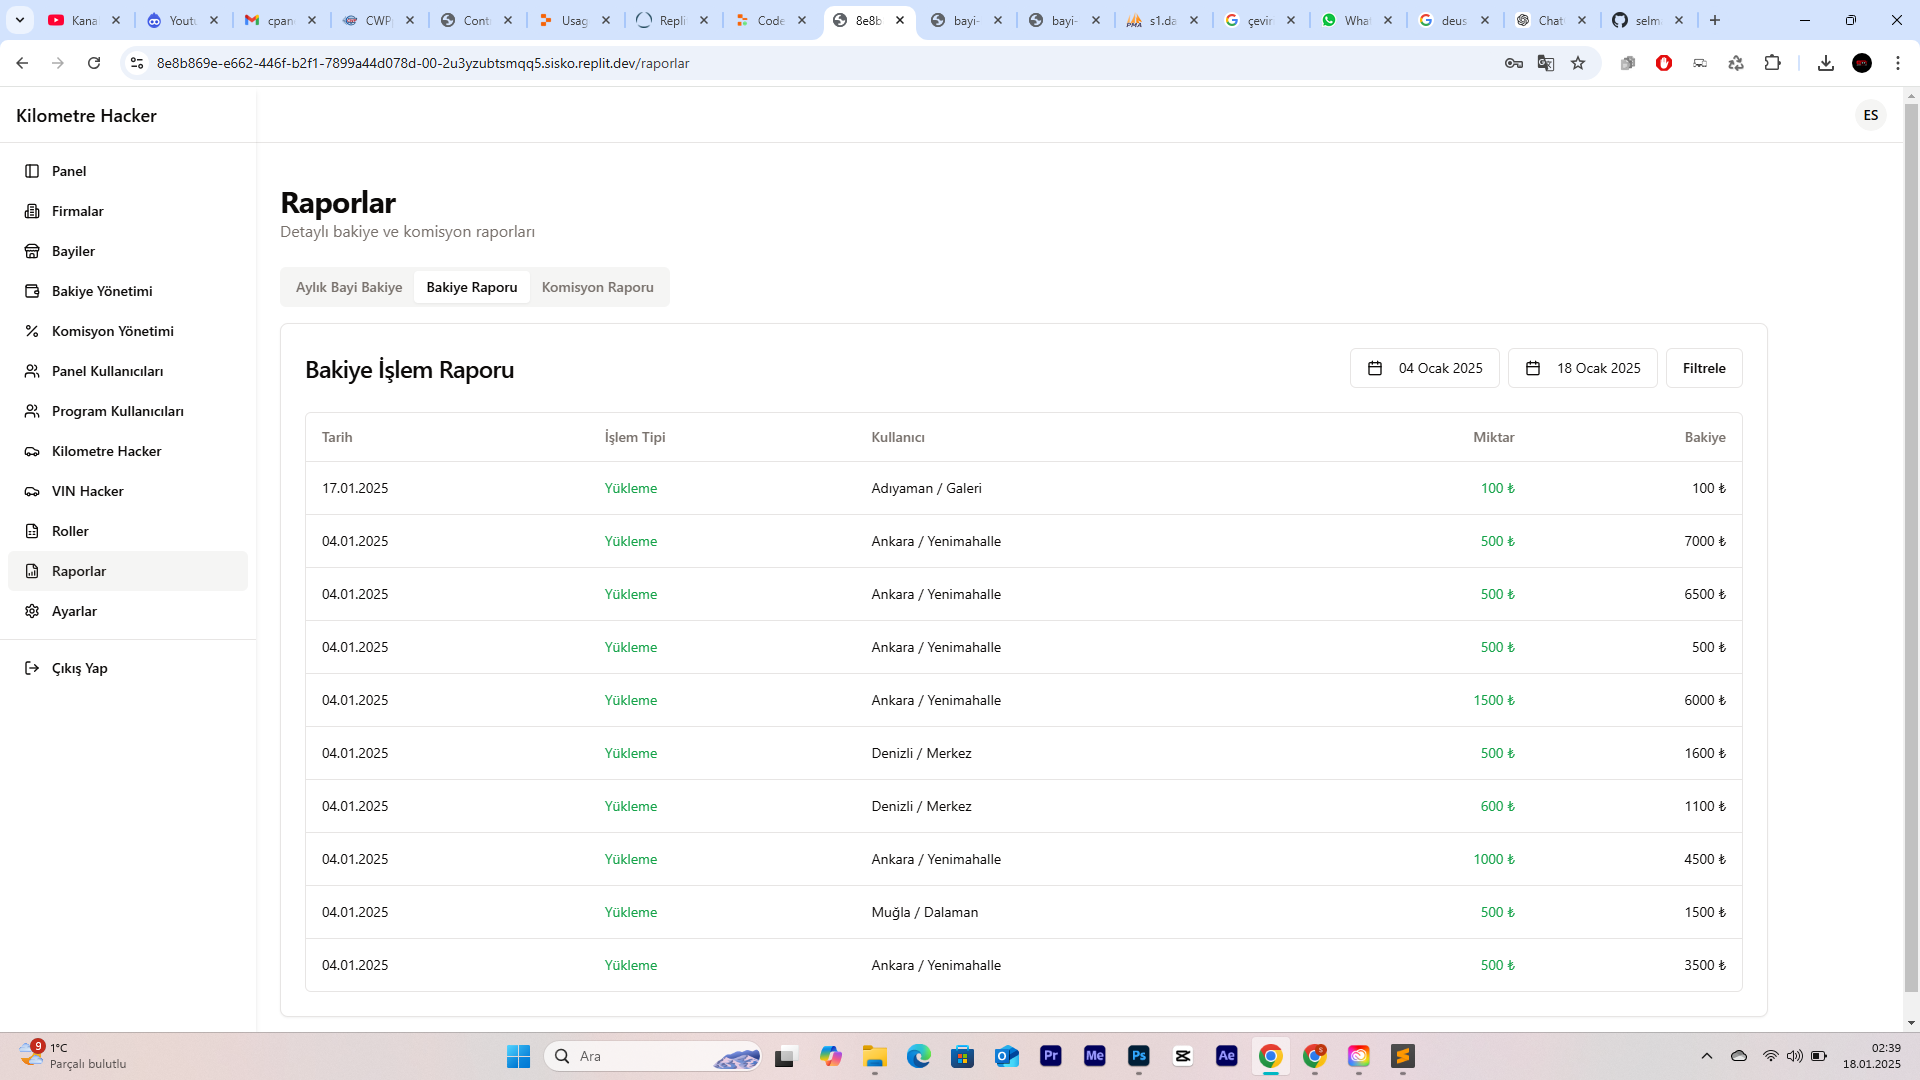 Kana
Yout
cpan
CWP
Cont
Usag
Repli
Code
8e8b
bayi-
bayi-
s1.da
çevir
What
deus
Chat
selm
8e8b869e-e662-446f-b2f1-7899a44d078d-00-2u3yzubtsmqq5.sisko.replit.dev/raporlar
Kilometre Hacker
ES
Panel
Firmalar
Bayiler
Bakiye Yönetimi
Komisyon Yönetimi
Panel Kullanıcıları
Program Kullanıcıları
Kilometre Hacker
VIN Hacker
Roller
Raporlar
Ayarlar
Çıkış Yap
Raporlar
Detaylı bakiye ve komisyon raporları
Aylık Bayi Bakiye Bakiye Raporu Komisyon Raporu
Bakiye İşlem Raporu
04 Ocak 2025 18 Ocak 2025 Filtrele
Tarih İşlem Tipi Kullanıcı Miktar Bakiye
17.01.2025 Yükleme Adıyaman / Galeri 100 ₺ 100 ₺
04.01.2025 Yükleme Ankara / Yenimahalle 500 ₺ 7000 ₺
04.01.2025 Yükleme Ankara / Yenimahalle 500 ₺ 6500 ₺
04.01.2025 Yükleme Ankara / Yenimahalle 500 ₺ 500 ₺
04.01.2025 Yükleme Ankara / Yenimahalle 1500 ₺ 6000 ₺
04.01.2025 Yükleme Denizli / Merkez 500 ₺ 1600 ₺
04.01.2025 Yükleme Denizli / Merkez 600 ₺ 1100 ₺
04.01.2025 Yükleme Ankara / Yenimahalle 1000 ₺ 4500 ₺
04.01.2025 Yükleme Muğla / Dalaman 500 ₺ 1500 ₺
04.01.2025 Yükleme Ankara / Yenimahalle 500 ₺ 3500 ₺
9
1°C
Parçalı bulutlu
Ara
Pr
Me
Ps
Ae
02:39
18.01.2025